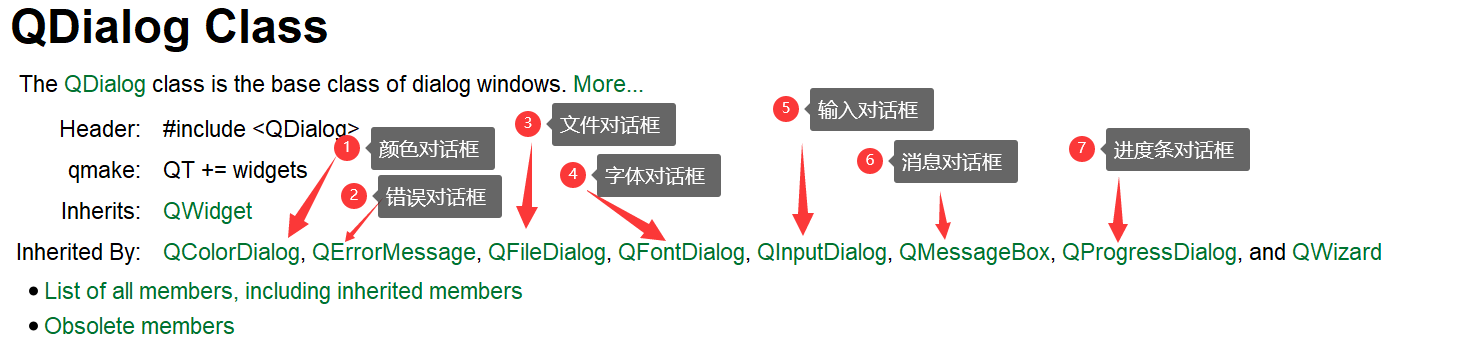 QDialog Class
The QDialog class is the base class of dialog windows. More...
Header: #include <QDialog>
qmake: QT += widgets
Inherits: QWidget
Inherited By: QColorDialog, QErrorMessage, QFileDialog, QFontDialog, QInputDialog, QMessageBox, QProgressDialog, and QWizard
List of all members, including inherited members
Obsolete members
1 颜色对话框
2 错误对话框
3 文件对话框
4 字体对话框
5 输入对话框
6 消息对话框
7 进度条对话框